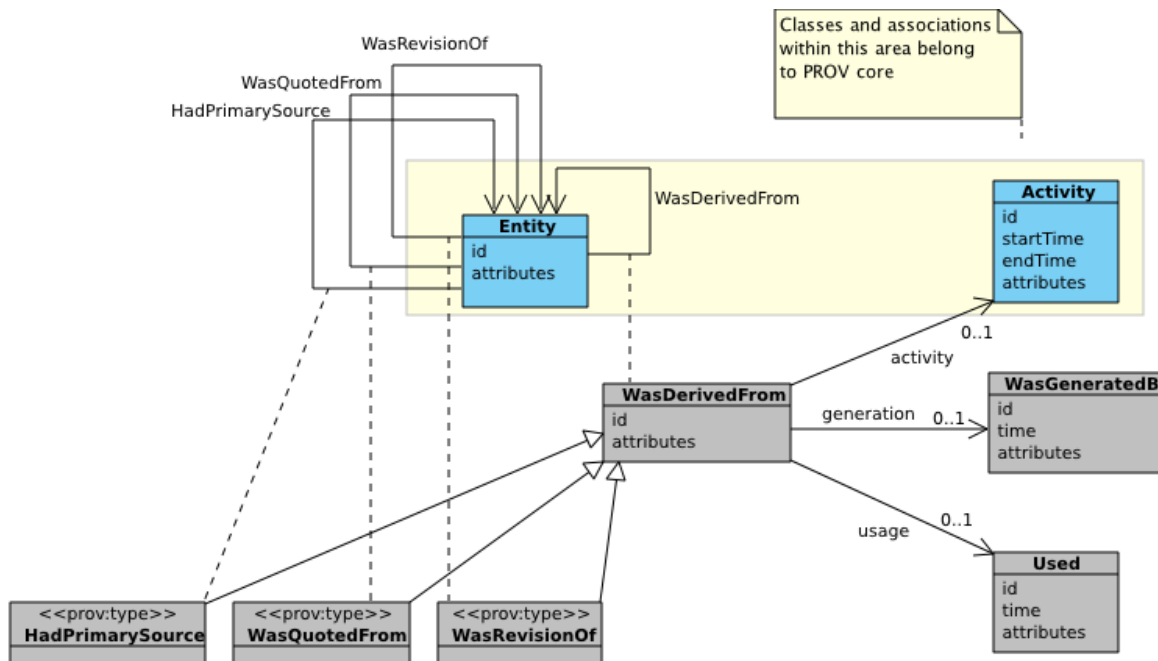 Classes and associations
within this area belong
to PROV core
WasRevisionOf
WasQuotedFrom
HadPrimarySource
WasDerivedFrom
Entity
id
attributes
Activity
id
startTime
endTime
attributes
0..1
activity
WasDerivedFrom
id
attributes
generation
0..1
WasGeneratedB
id
time
attributes
0..1
usage
Used
id
time
attributes
<<prov:type>>
HadPrimarySource
<<prov:type>>
WasQuotedFrom
<<prov:type>>
WasRevisionOf